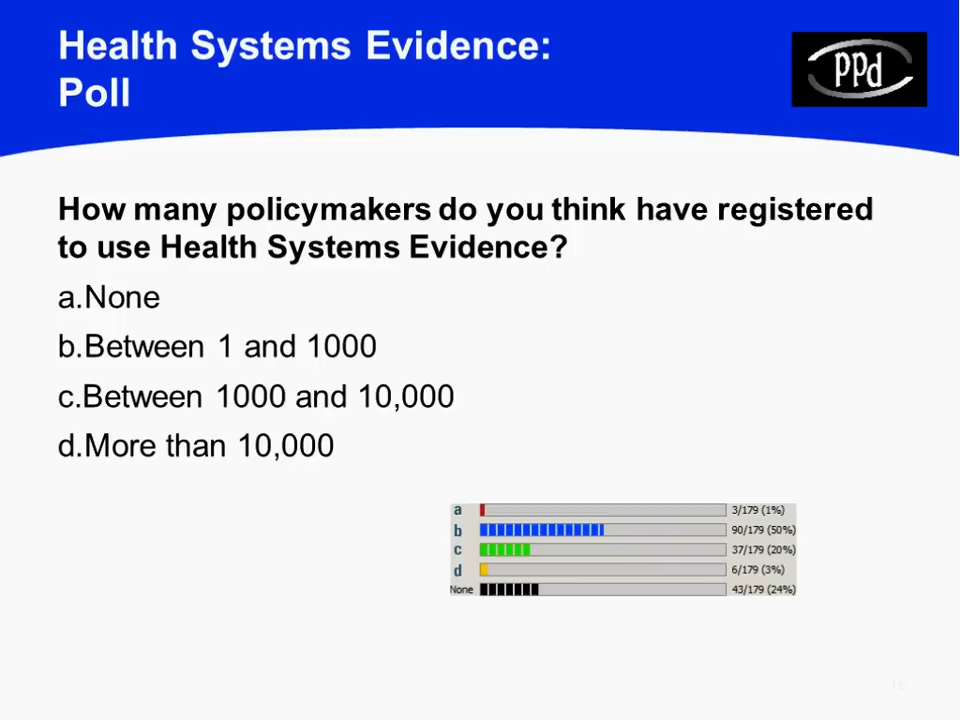 Health Systems Evidence:
Poll
ppd
How many policymakers do you think have registered
to use Health Systems Evidence?
a.None
b.Between 1 and 1000
c.Between 1000 and 10,000
d.More than 10,000
a 3/179 (1%)
b 90/179 (50%)
c 37/179 (20%)
d 6/179 (3%)
None 43/179 (24%)